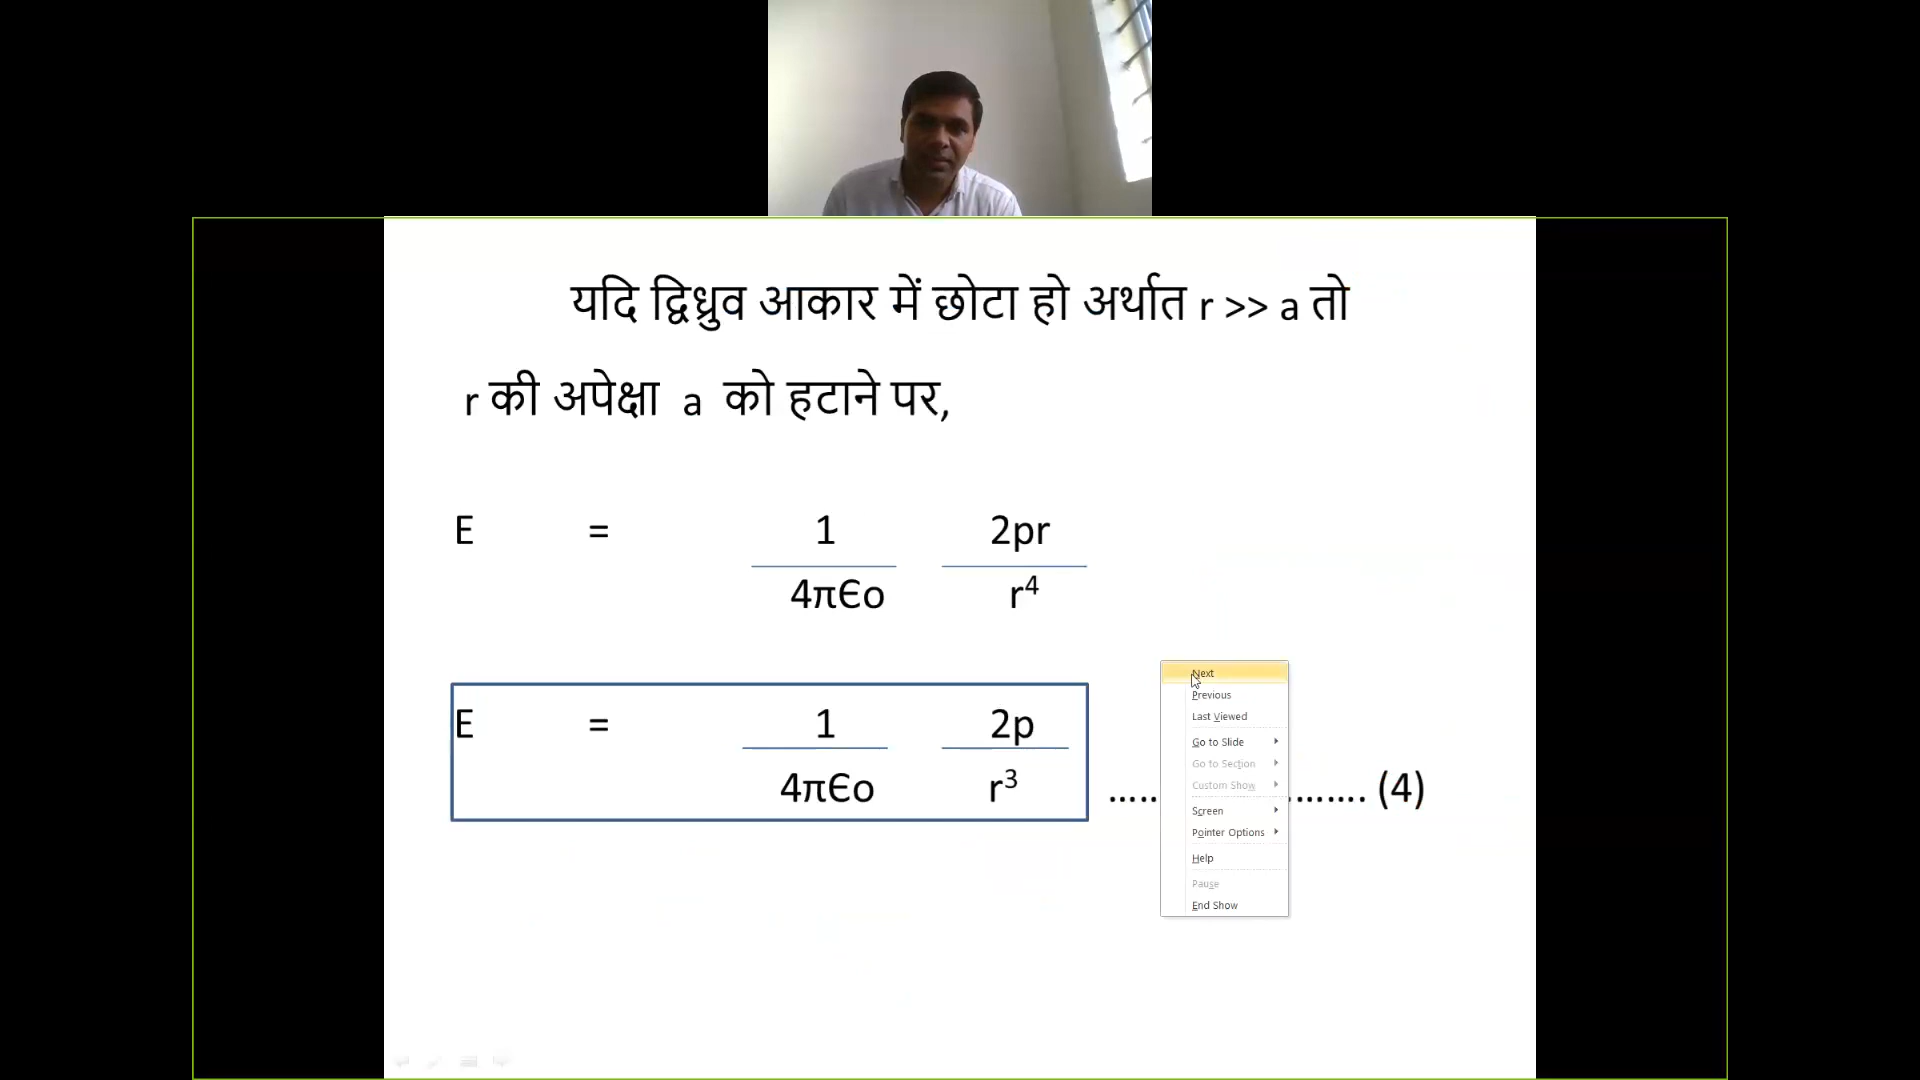 यदि द्विध्रुव आकार में छोटा हो अर्थात r >> a तो
r की अपेक्षा a को हटाने पर,
E = 1 2pr
4πЄo r⁴
E = 1 2p
4πЄo r³ ..... ....... (4)
Next
Previous
Last Viewed
Go to Slide
Go to Section
Custom Show
Screen
Pointer Options
Help
Pause
End Show